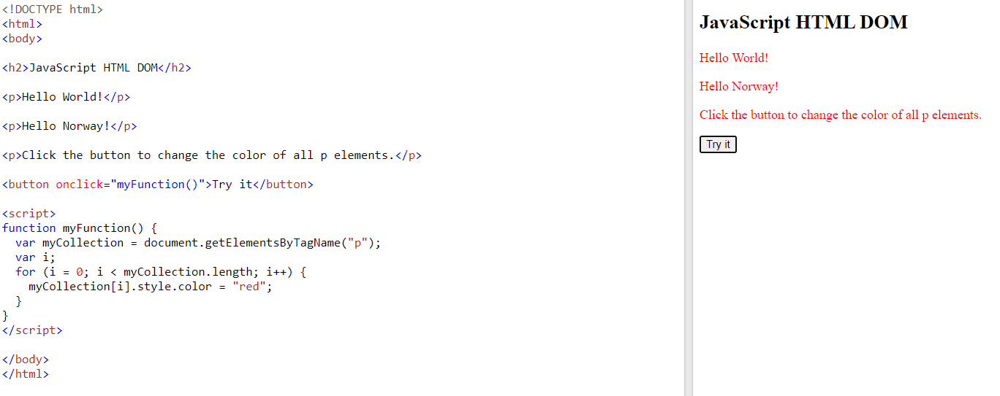 <!DOCTYPE html>
<html>
<body>
<h2>JavaScript HTML DOM</h2>
<p>Hello World!</p>
<p>Hello Norway!</p>
<p>Click the button to change the color of all p elements.</p>
<button onclick="myFunction()">Try it</button>
<script>
function myFunction() {
  var myCollection = document.getElementsByTagName("p");
  var i;
  for (i = 0; i < myCollection.length; i++) {
    myCollection[i].style.color = "red";
  }
}
</script>
</body>
</html>
JavaScript HTML DOM
Hello World!
Hello Norway!
Click the button to change the color of all p elements.
Try it